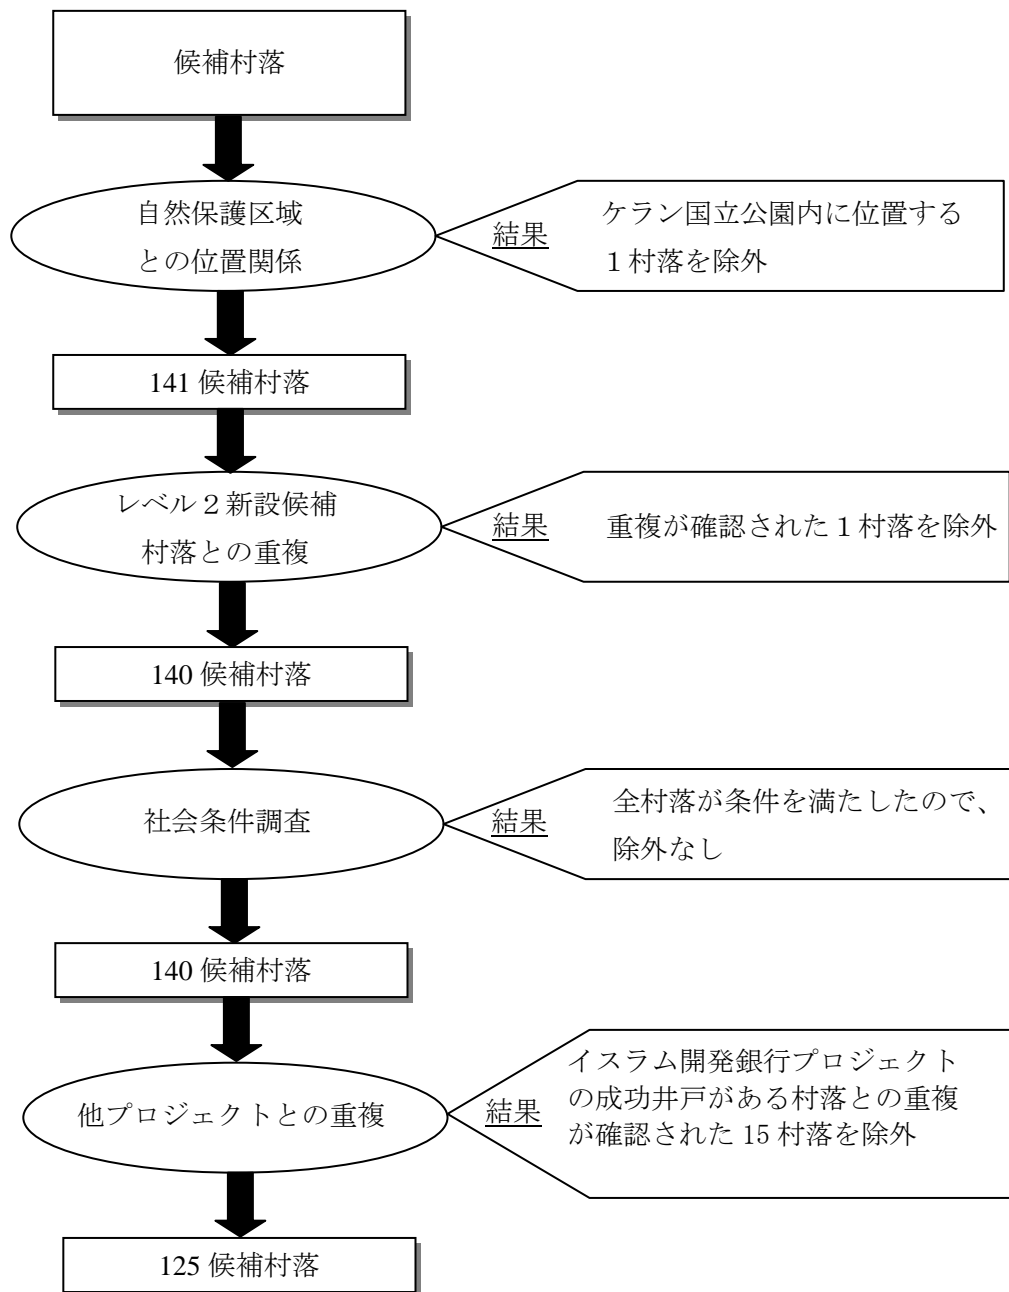 候補村落
自然保護区域
との位置関係
結果
ケラン国立公園内に位置する
1 村落を除外
141 候補村落
レベル２新設候補
村落との重複
結果
重複が確認された 1 村落を除外
140 候補村落
社会条件調査
結果
全村落が条件を満たしたので、
除外なし
140 候補村落
他プロジェクトとの重複
結果
イスラム開発銀行プロジェクト
の成功井戸がある村落との重複
が確認された 15 村落を除外
125 候補村落